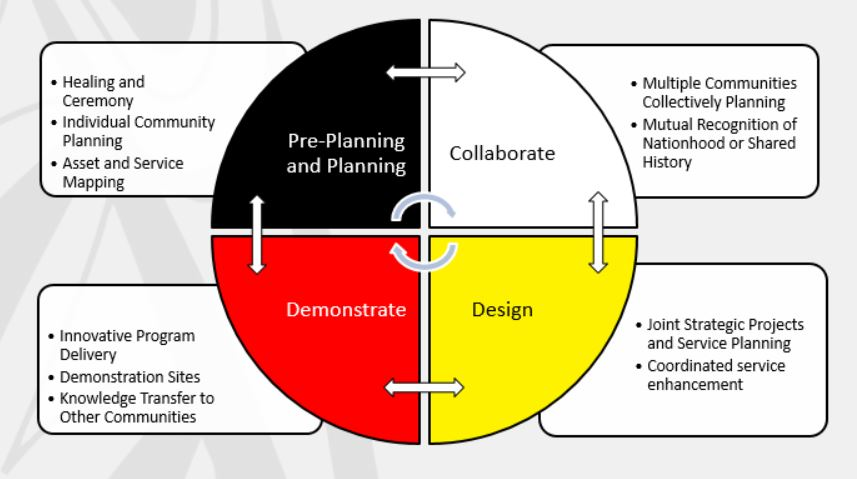 • Healing and
Ceremony
• Individual Community
Planning
• Asset and Service
Mapping
Pre-Planning
and Planning
Collaborate
• Multiple Communities
Collectively Planning
• Mutual Recognition of
Nationhood or Shared
History
• Innovative Program
Delivery
• Demonstration Sites
• Knowledge Transfer to
Other Communities
Demonstrate
Design
• Joint Strategic Projects
and Service Planning
• Coordinated service
enhancement